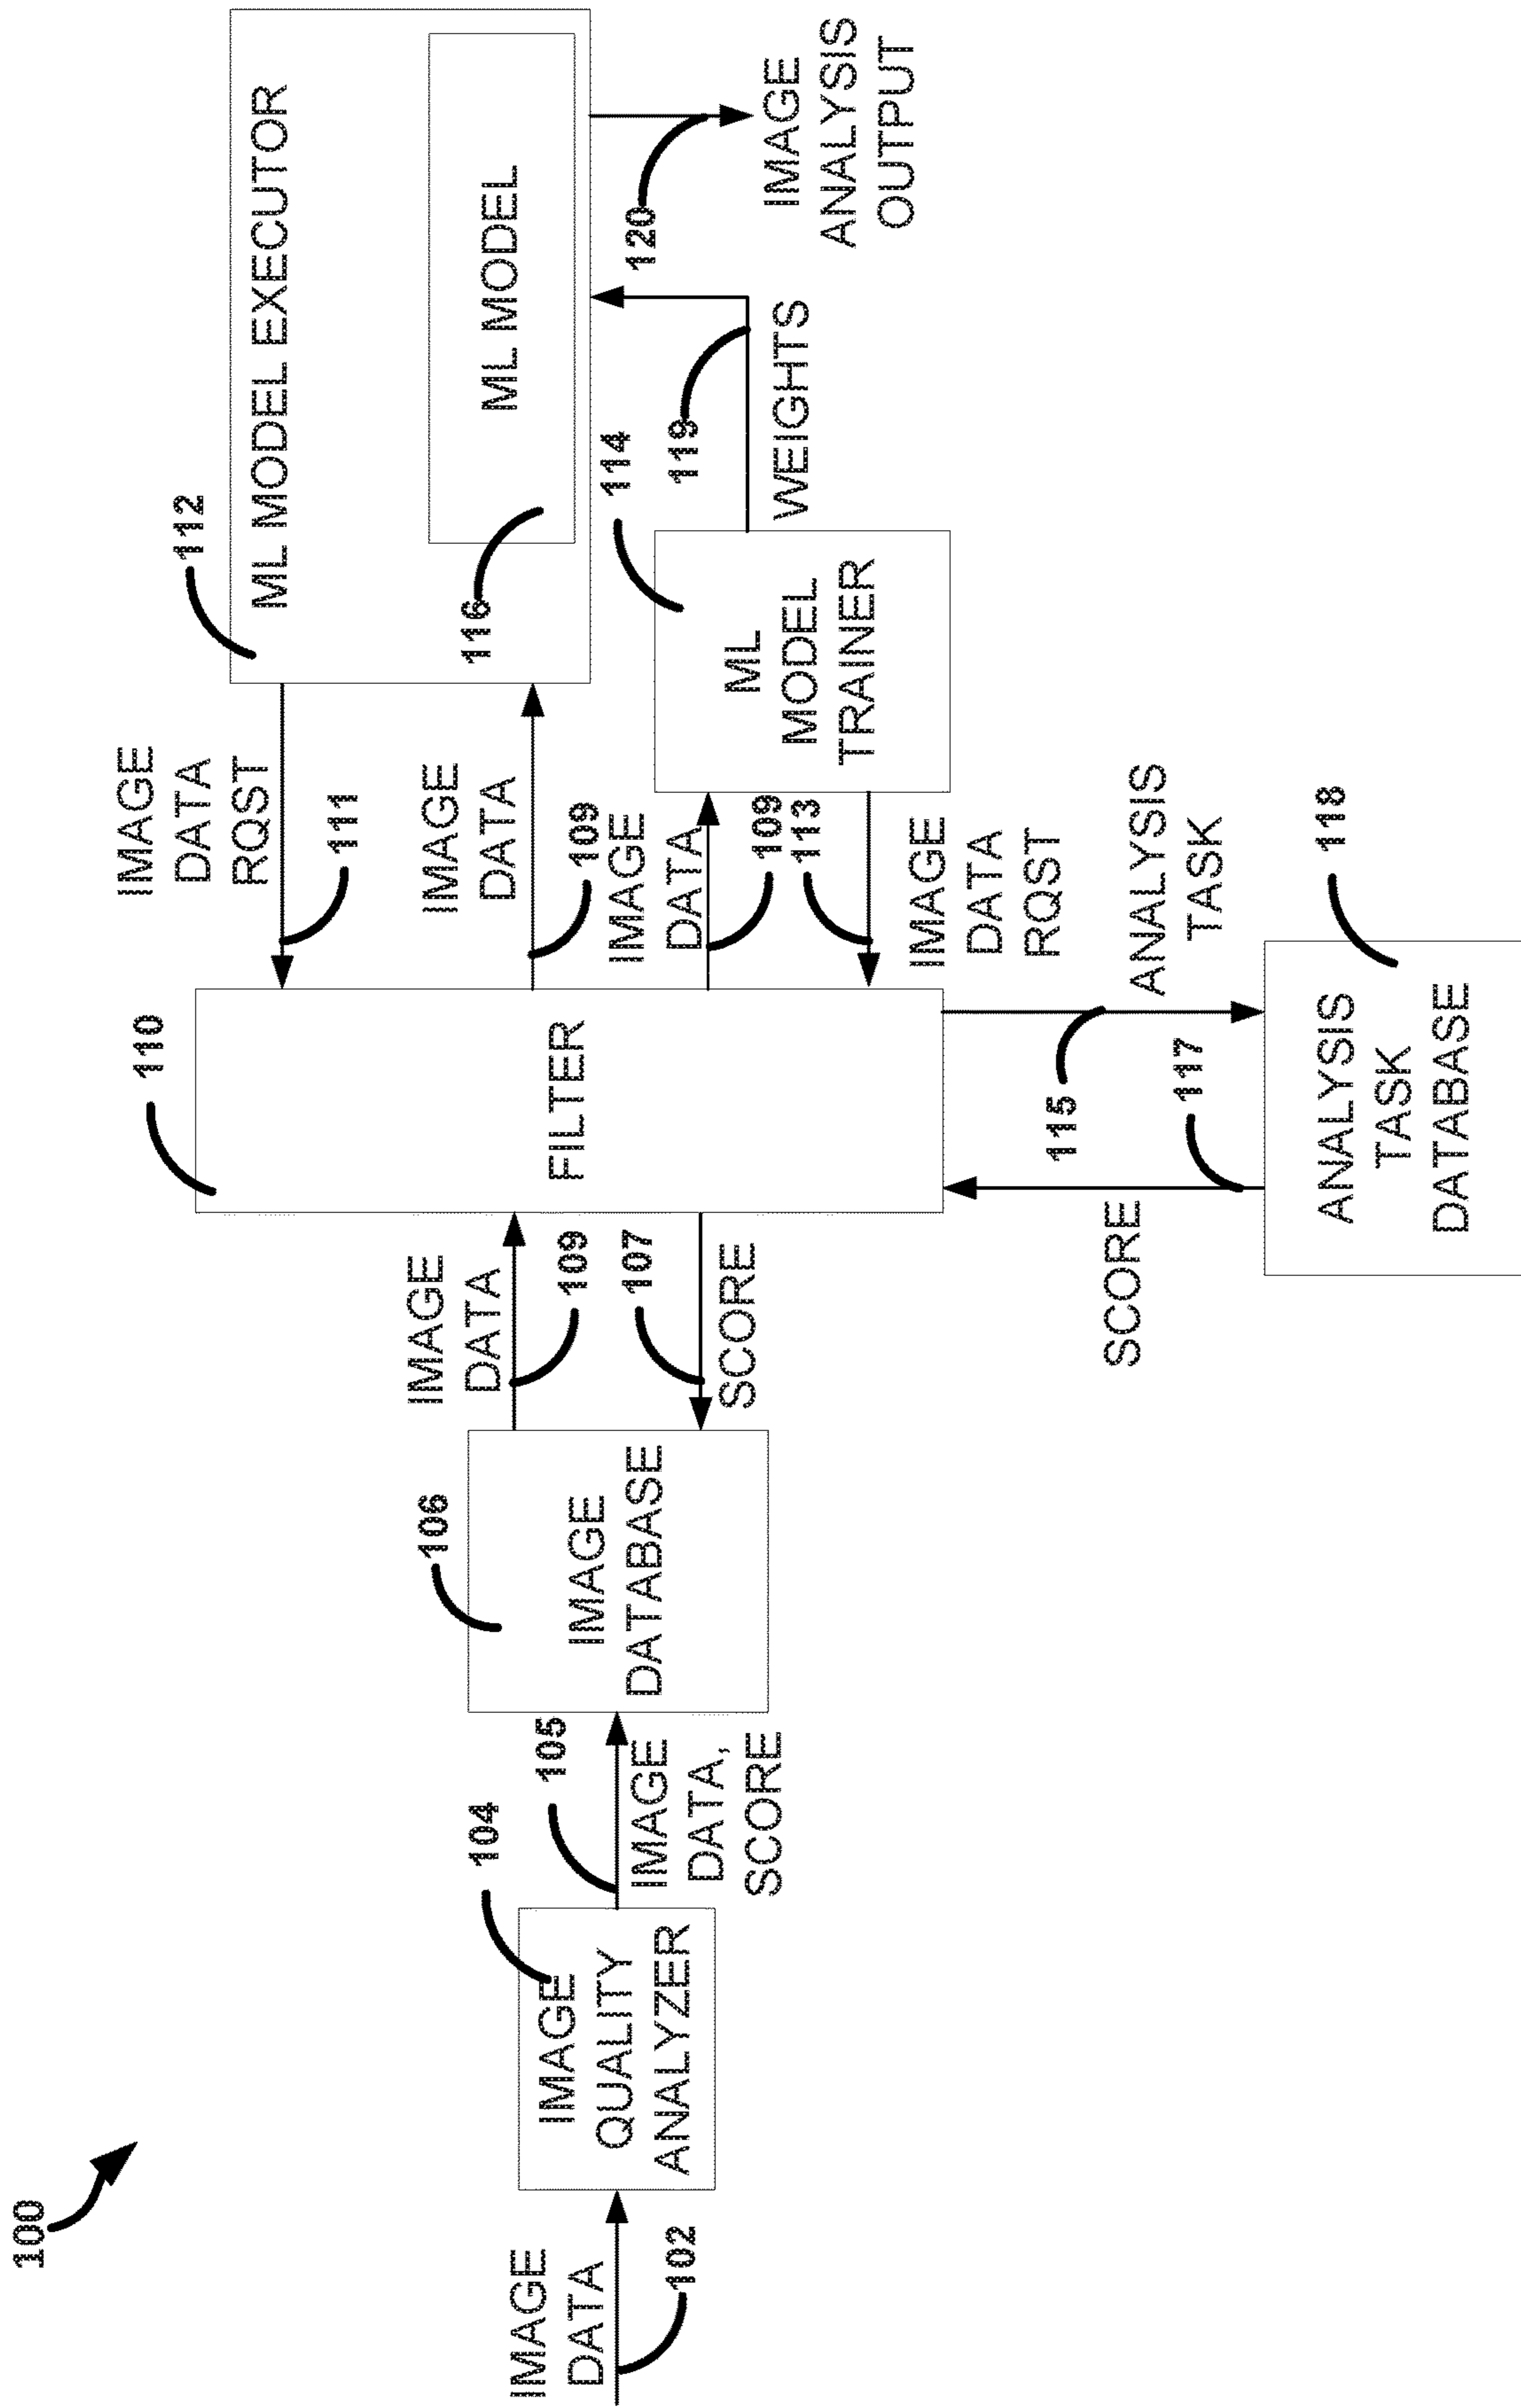 100
IMAGE
DATA
102
IMAGE
QUALITY
ANALYZER
104
105
IMAGE
DATA,
SCORE
106
IMAGE
DATABASE
IMAGE
DATA
109
107
SCORE
110
FILTER
IMAGE
DATA
RQST
111
IMAGE
DATA
109
IMAGE
DATA
109
113
IMAGE
DATA
RQST
112
ML MODEL EXECUTOR
116
ML MODEL
114
ML
MODEL
TRAINER
119
WEIGHTS
120
IMAGE
ANALYSIS
OUTPUT
115
ANALYSIS
TASK
117
SCORE
118
ANALYSIS
TASK
DATABASE